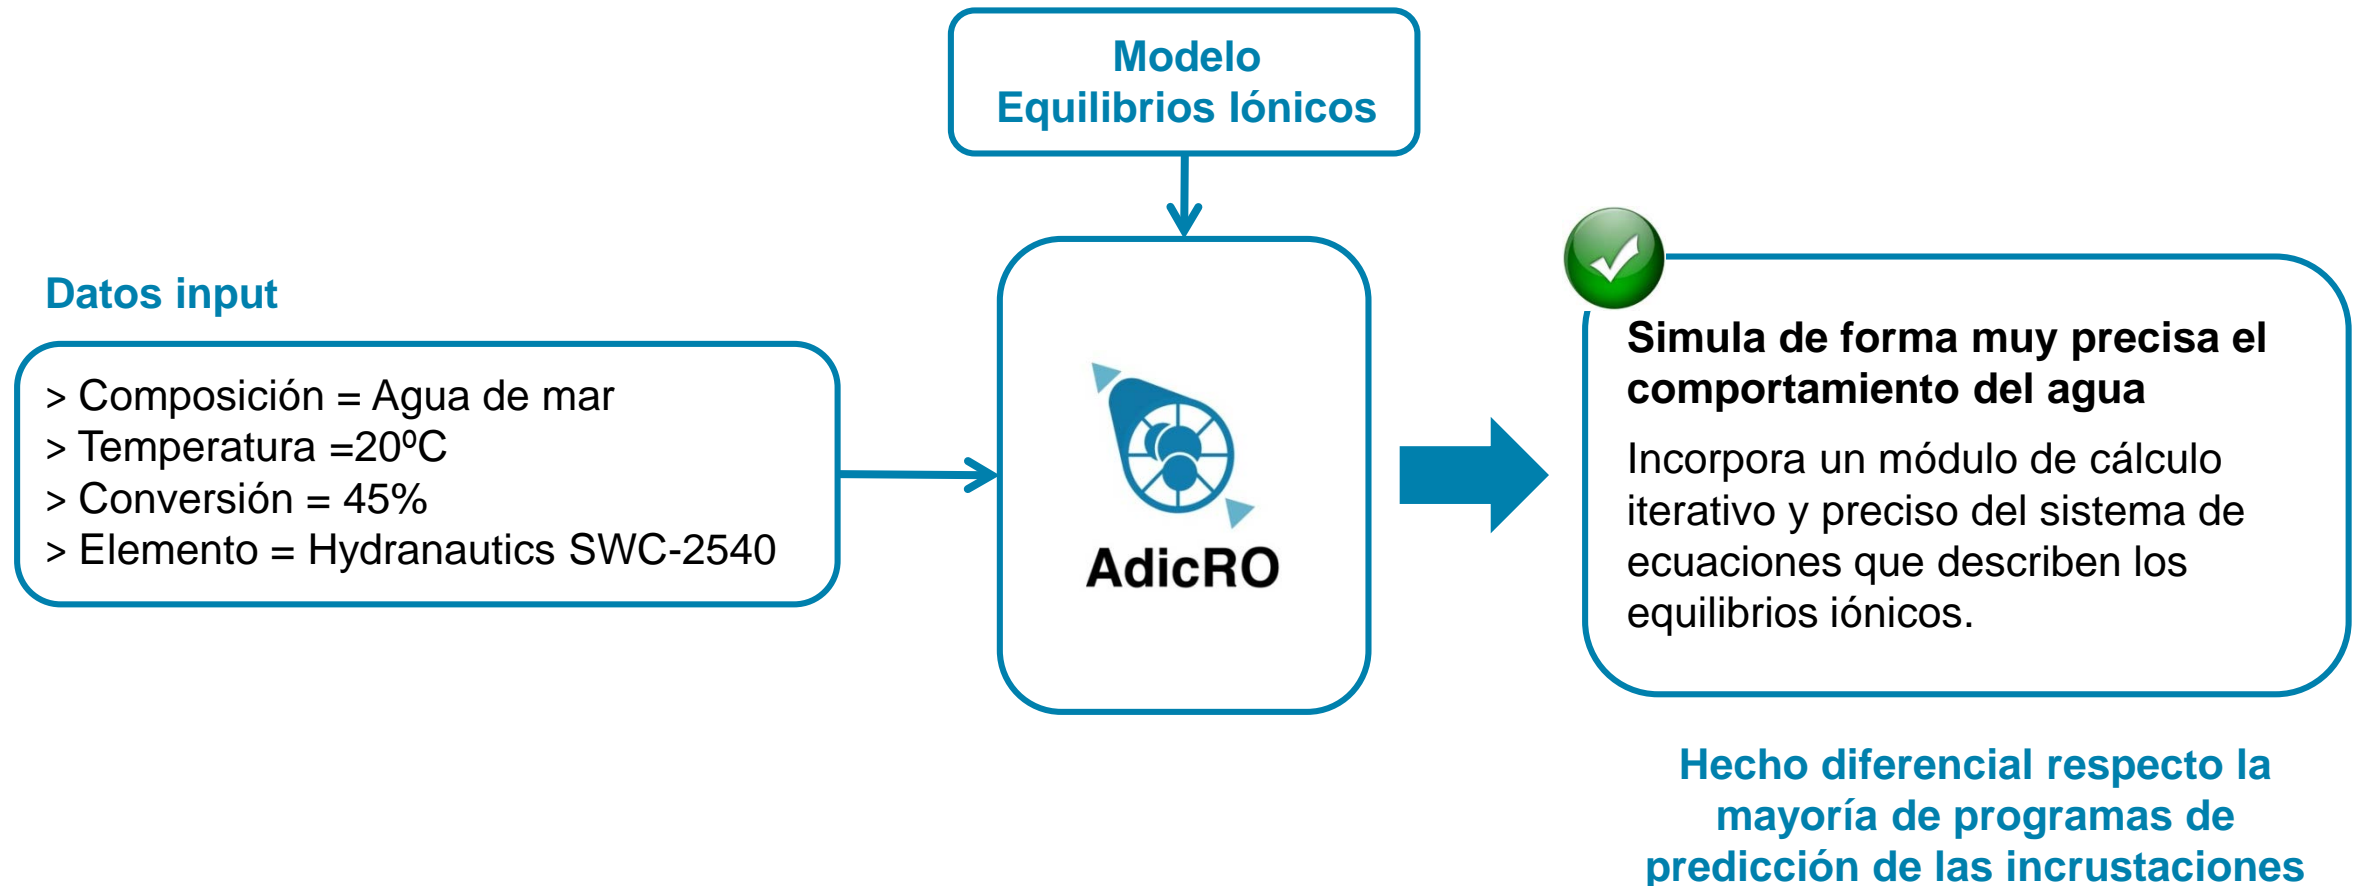 Modelo
Equilibrios Iónicos
Datos input
> Composición = Agua de mar
> Temperatura =20ºC
> Conversión = 45%
> Elemento = Hydranautics SWC-2540
AdicRO
Simula de forma muy precisa el
comportamiento del agua
Incorpora un módulo de cálculo
iterativo y preciso del sistema de
ecuaciones que describen los
equilibrios iónicos.
Hecho diferencial respecto la
mayoría de programas de
predicción de las incrustaciones